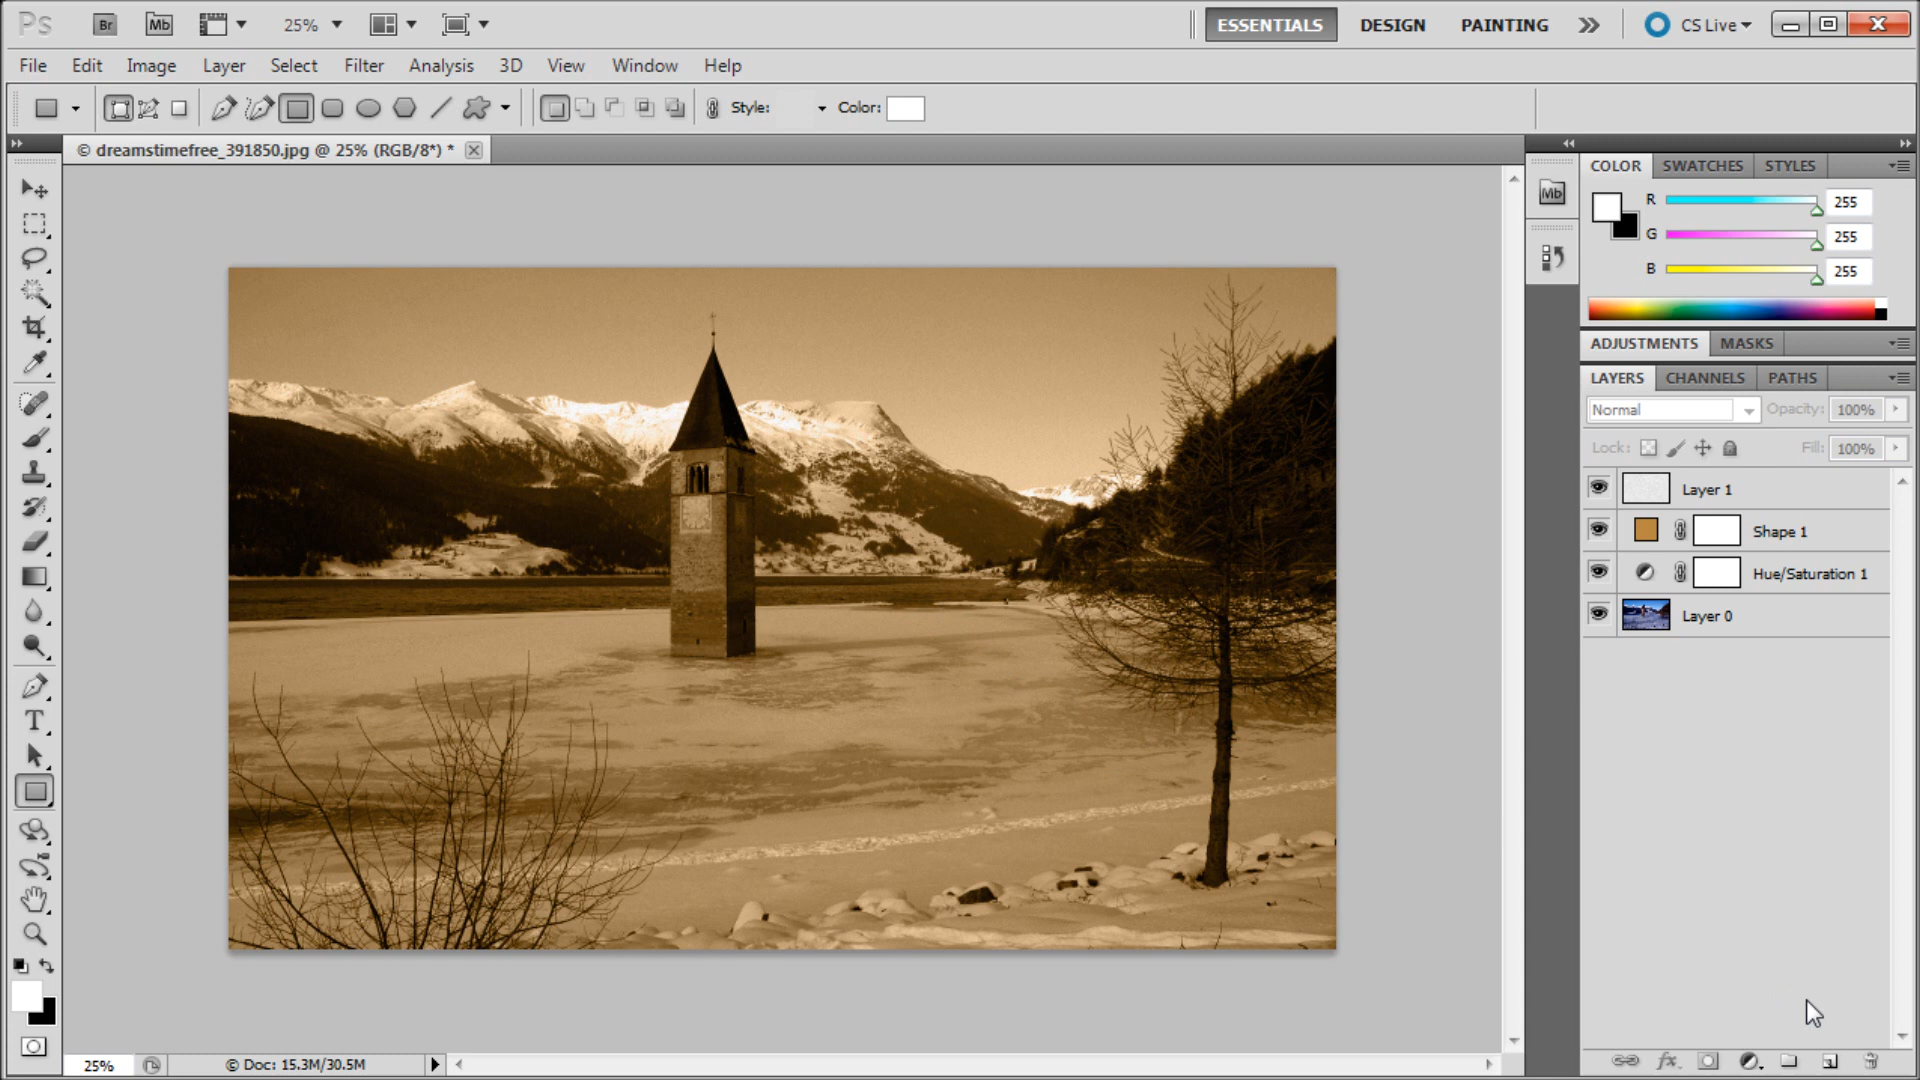 Ps Br Mb 25% ESSENTIALS DESIGN PAINTING CS Live
File Edit Image Layer Select Filter Analysis 3D View Window Help
Style: Color:
© dreamstimefree_391850.jpg @ 25% (RGB/8*) *
COLOR SWATCHES STYLES
Mb
R 255
G 255
B 255
ADJUSTMENTS MASKS
LAYERS CHANNELS PATHS
Normal Opacity: 100%
Lock: Fill: 100%
Layer 1
Shape 1
Hue/Saturation 1
Layer 0
T
25% © Doc: 15.3M/30.5M
fx